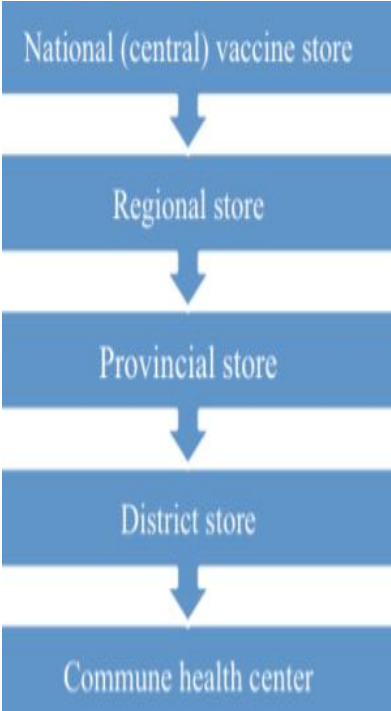 National (central) vaccine store
Regional store
Provincial store
District store
Commune health center